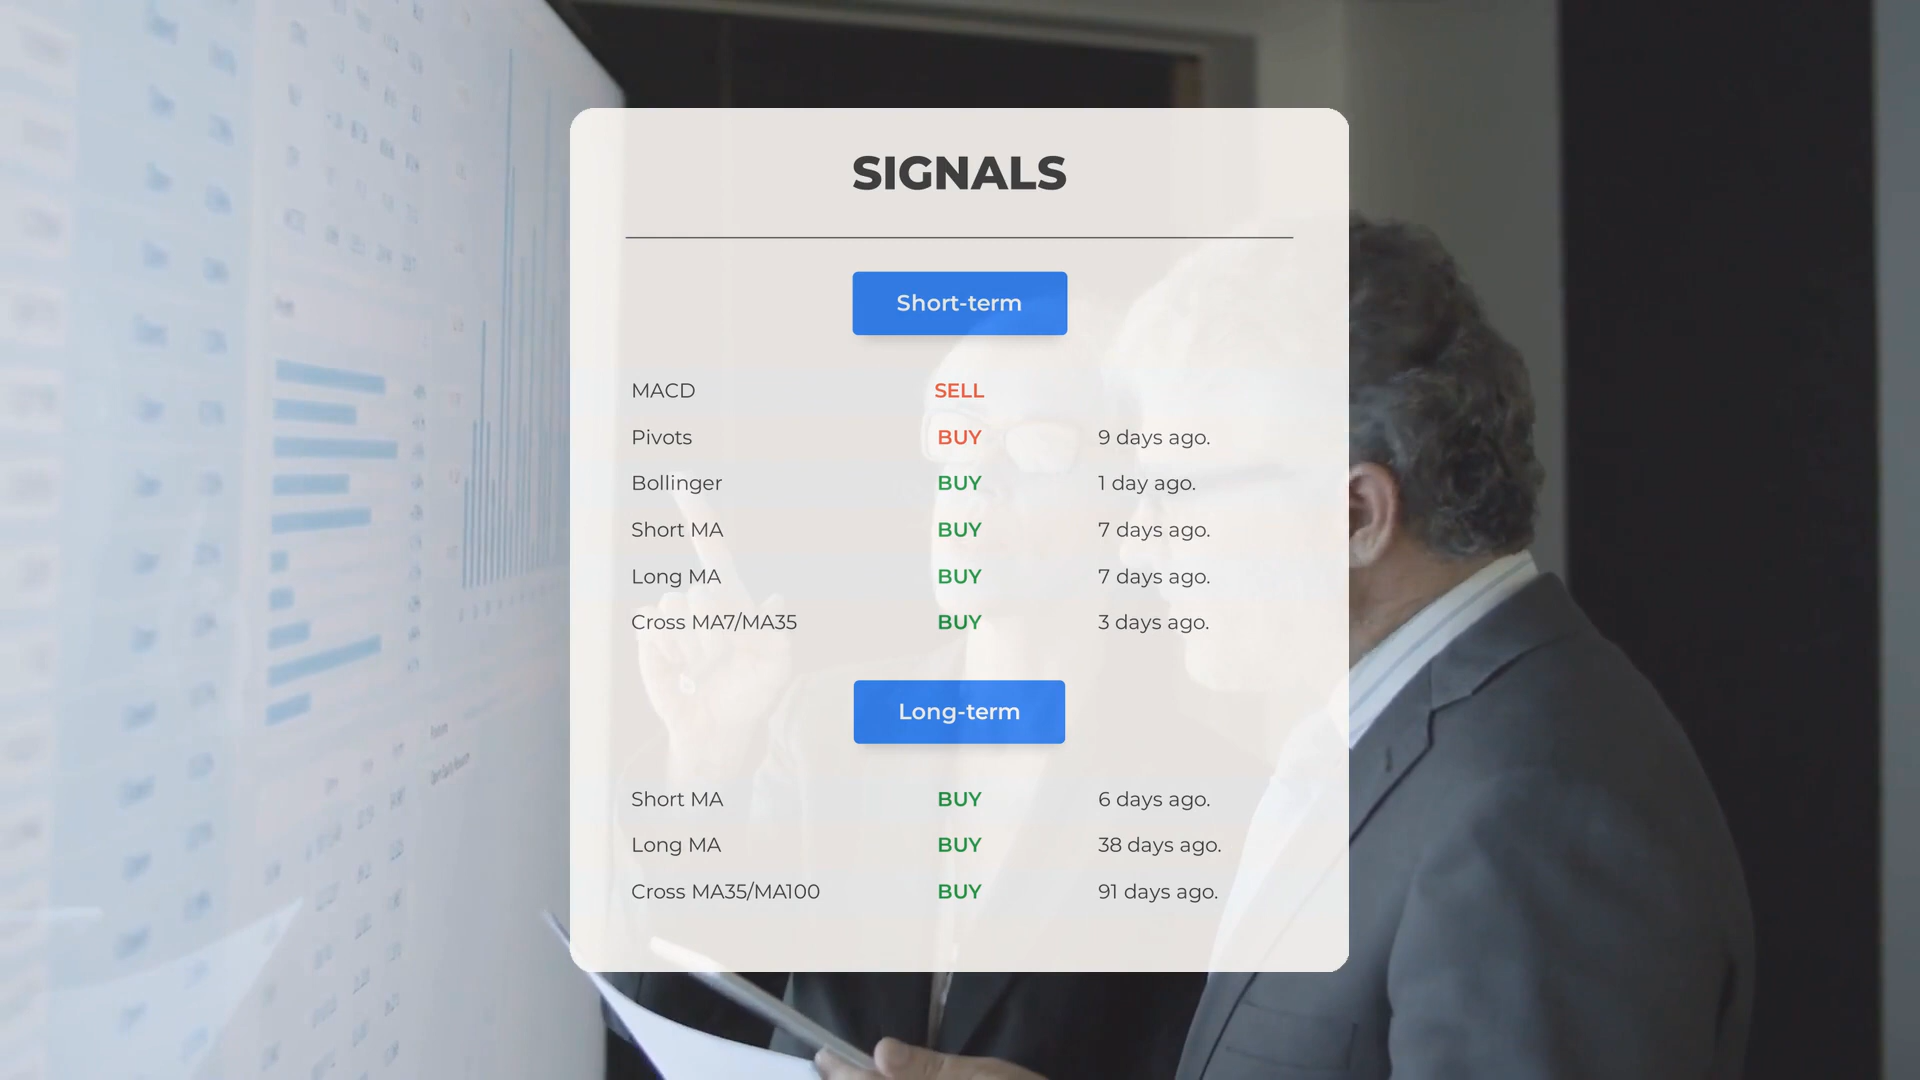 SIGNALS
Short-term
MACD SELL
Pivots BUY 9 days ago.
Bollinger BUY 1 day ago.
Short MA BUY 7 days ago.
Long MA BUY 7 days ago.
Cross MA7/MA35 BUY 3 days ago.
Long-term
Short MA BUY 6 days ago.
Long MA BUY 38 days ago.
Cross MA35/MA100 BUY 91 days ago.